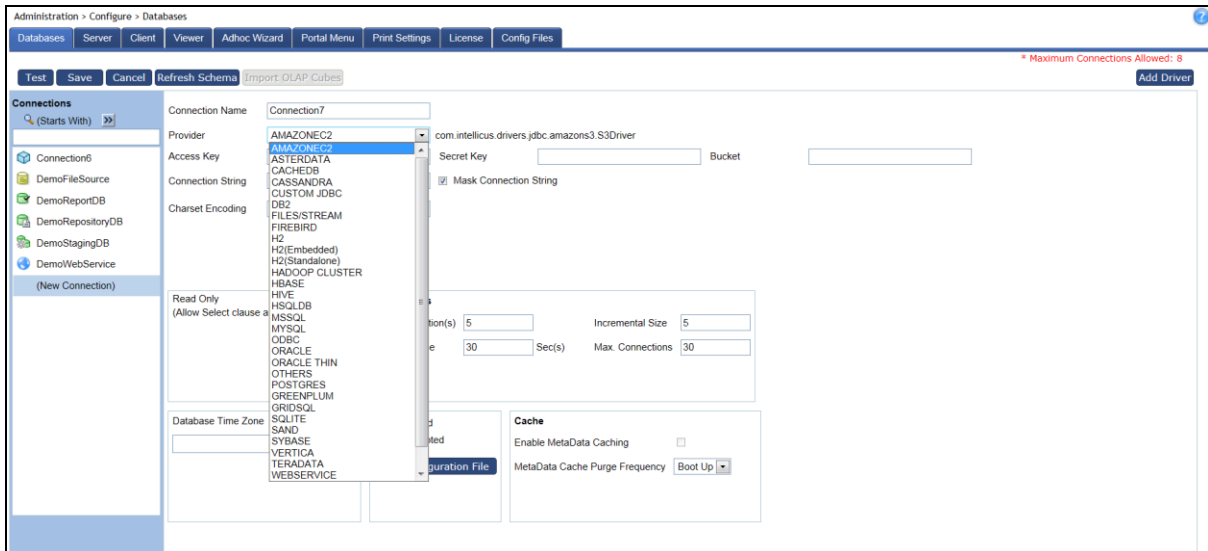 Administration > Configure > Databases
Databases Server Client Viewer Adhoc Wizard Portal Menu Print Settings License Config Files
* Maximum Connections Allowed: 8
Test Save Cancel Refresh Schema Import OLAP Cubes Add Driver
Connections
(Starts With) >>
Connection6
DemoFileSource
DemoReportDB
DemoRepositoryDB
DemoStagingDB
DemoWebService
(New Connection)
Connection Name Connection7
Provider AMAZONEC2 com.intellicus.drivers.jdbc.amazons3.S3Driver
Access Key Secret Key Bucket
Connection String Mask Connection String
Charset Encoding
AMAZONEC2
ASTERDATA
CACHEDB
CASSANDRA
CUSTOM JDBC
DB2
FILES/STREAM
FIREBIRD
H2
H2(Embedded)
H2(Standalone)
HADOOP CLUSTER
HBASE
HIVE
HSQLDB
MSSQL
MYSQL
ODBC
ORACLE
ORACLE THIN
OTHERS
POSTGRES
GREENPLUM
GRIDSQL
SQLITE
SAND
SYBASE
VERTICA
TERADATA
WEBSERVICE
Read Only
(Allow Select clause a
s
tion(s) 5 Incremental Size 5
e 30 Sec(s) Max. Connections 30
Database Time Zone
d
pted
guration File
Cache
Enable MetaData Caching
MetaData Cache Purge Frequency Boot Up